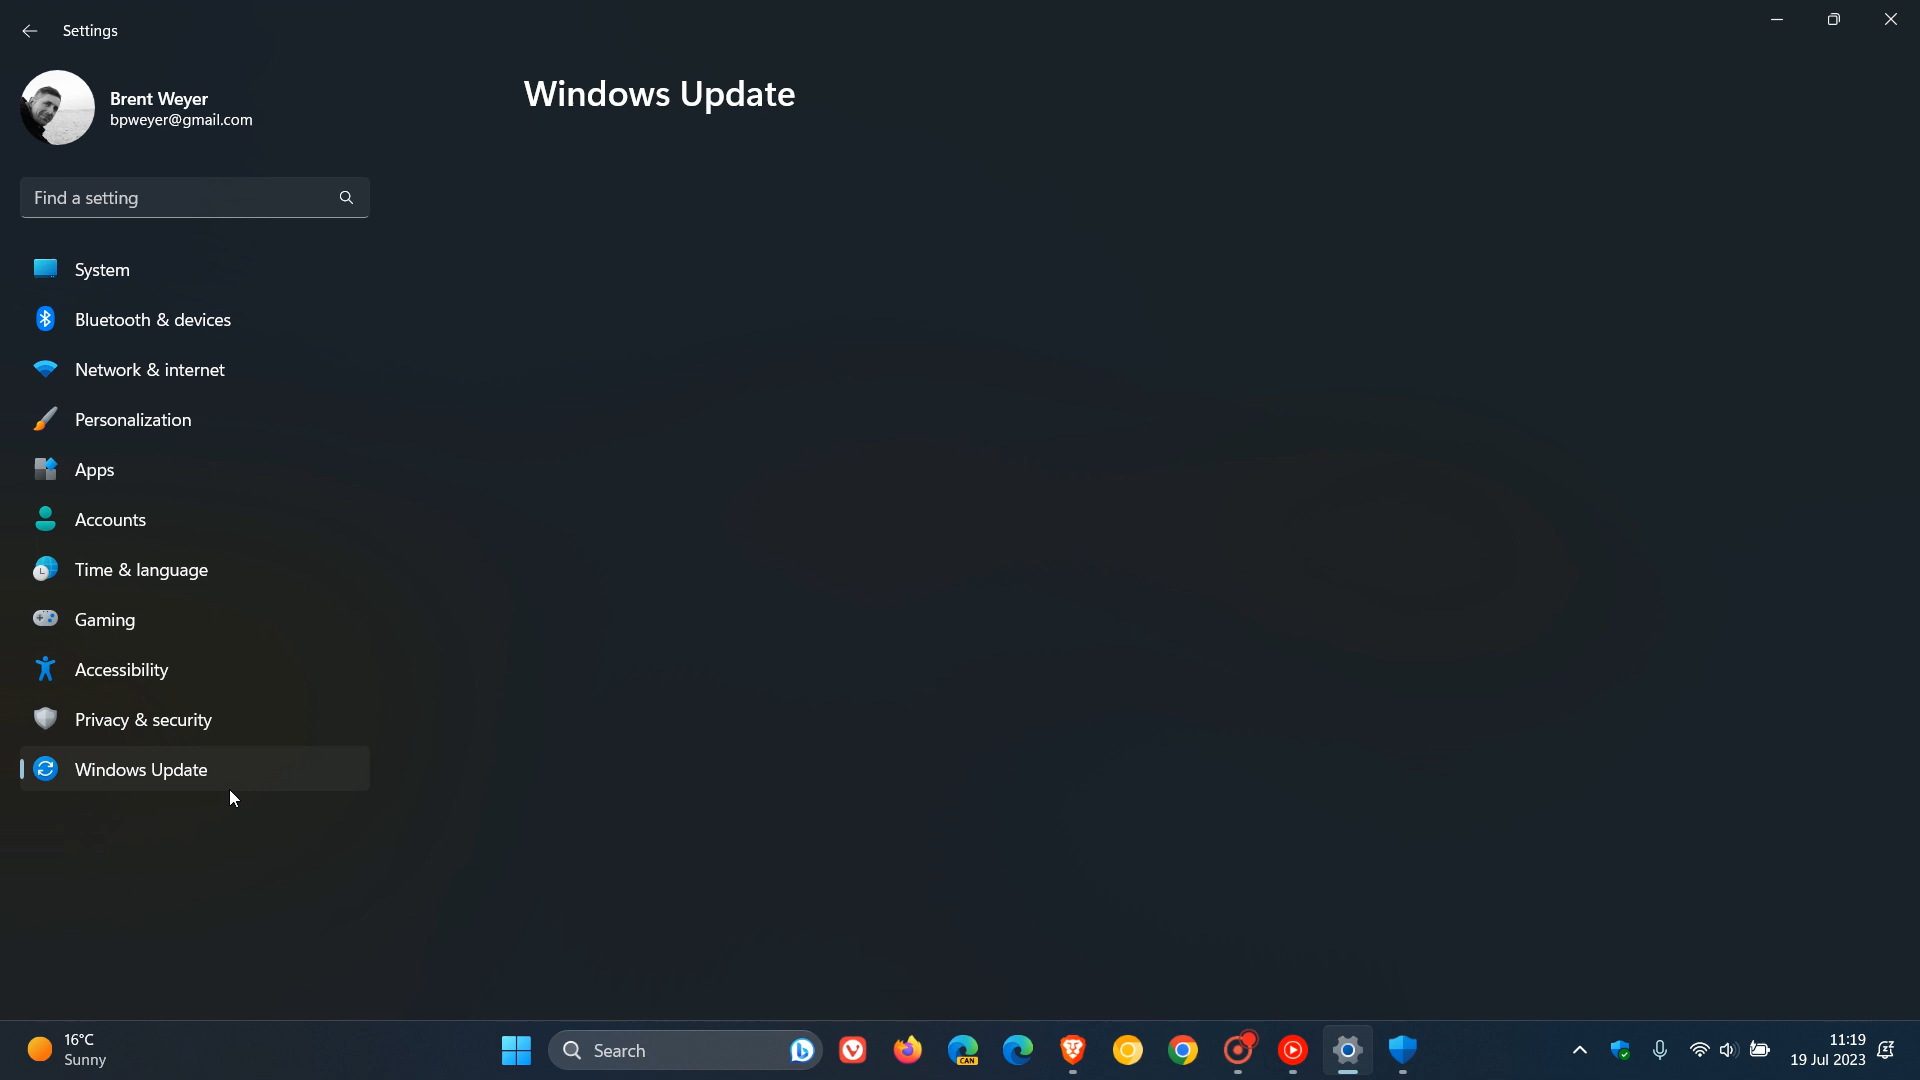 Settings
Brent Weyer
bpweyer@gmail.com
Find a setting
System
Bluetooth & devices
Network & internet
Personalization
Apps
Accounts
Time & language
Gaming
Accessibility
Privacy & security
Windows Update
Windows Update
16°C
Sunny
Search
CAN
11:19
19 Jul 2023